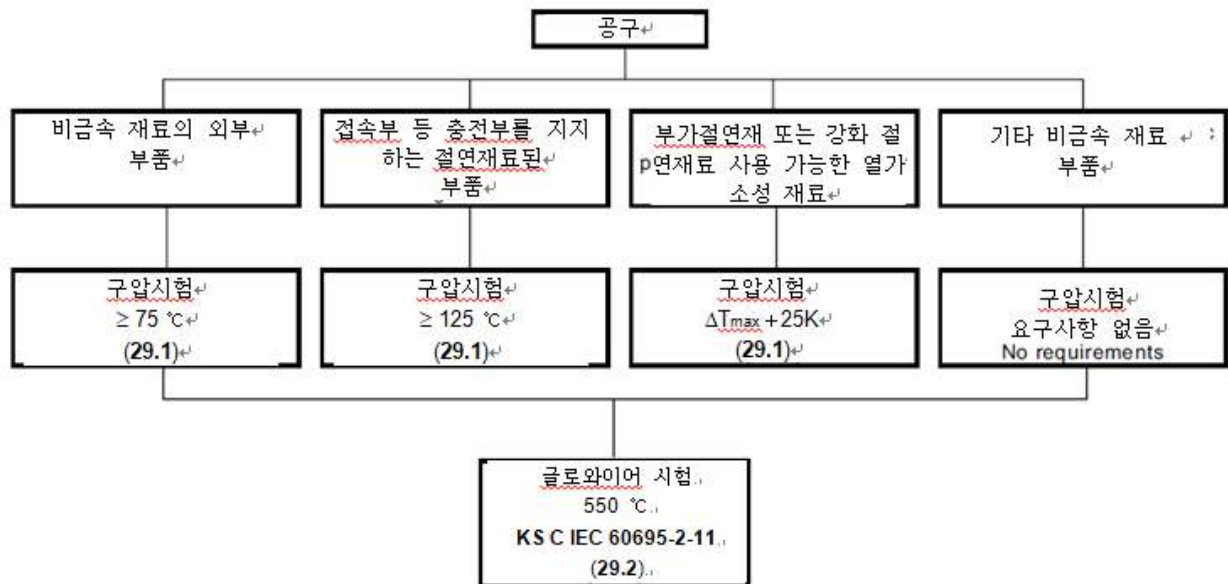 공구
비금속 재료의 외부
부품
접속부 등 충전부를 지지
하는 절연재료된
부품
부가절연재 또는 강화 절
p연재료 사용 가능한 열가
소성 재료
기타 비금속 재료 :
부품
구압시험
≥ 75 ℃
(29.1)
구압시험
≥ 125 ℃
(29.1)
구압시험
ΔTmax + 25K
(29.1)
구압시험
요구사항 없음
No requirements
글로와이어 시험
550 ℃
KS C IEC 60695-2-11
(29.2)